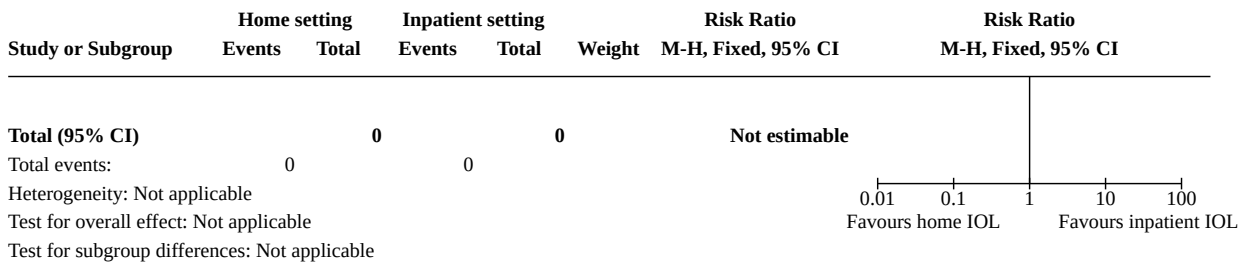 Home setting Inpatient setting Risk Ratio Risk Ratio
Study or Subgroup Events Total Events Total Weight M-H, Fixed, 95% CI M-H, Fixed, 95% CI
Total (95% CI) 0 0 Not estimable
Total events: 0 0
Heterogeneity: Not applicable
0.01 0.1 1 10 100
Test for overall effect: Not applicable Favours home IOL Favours inpatient IOL
Test for subgroup differences: Not applicable